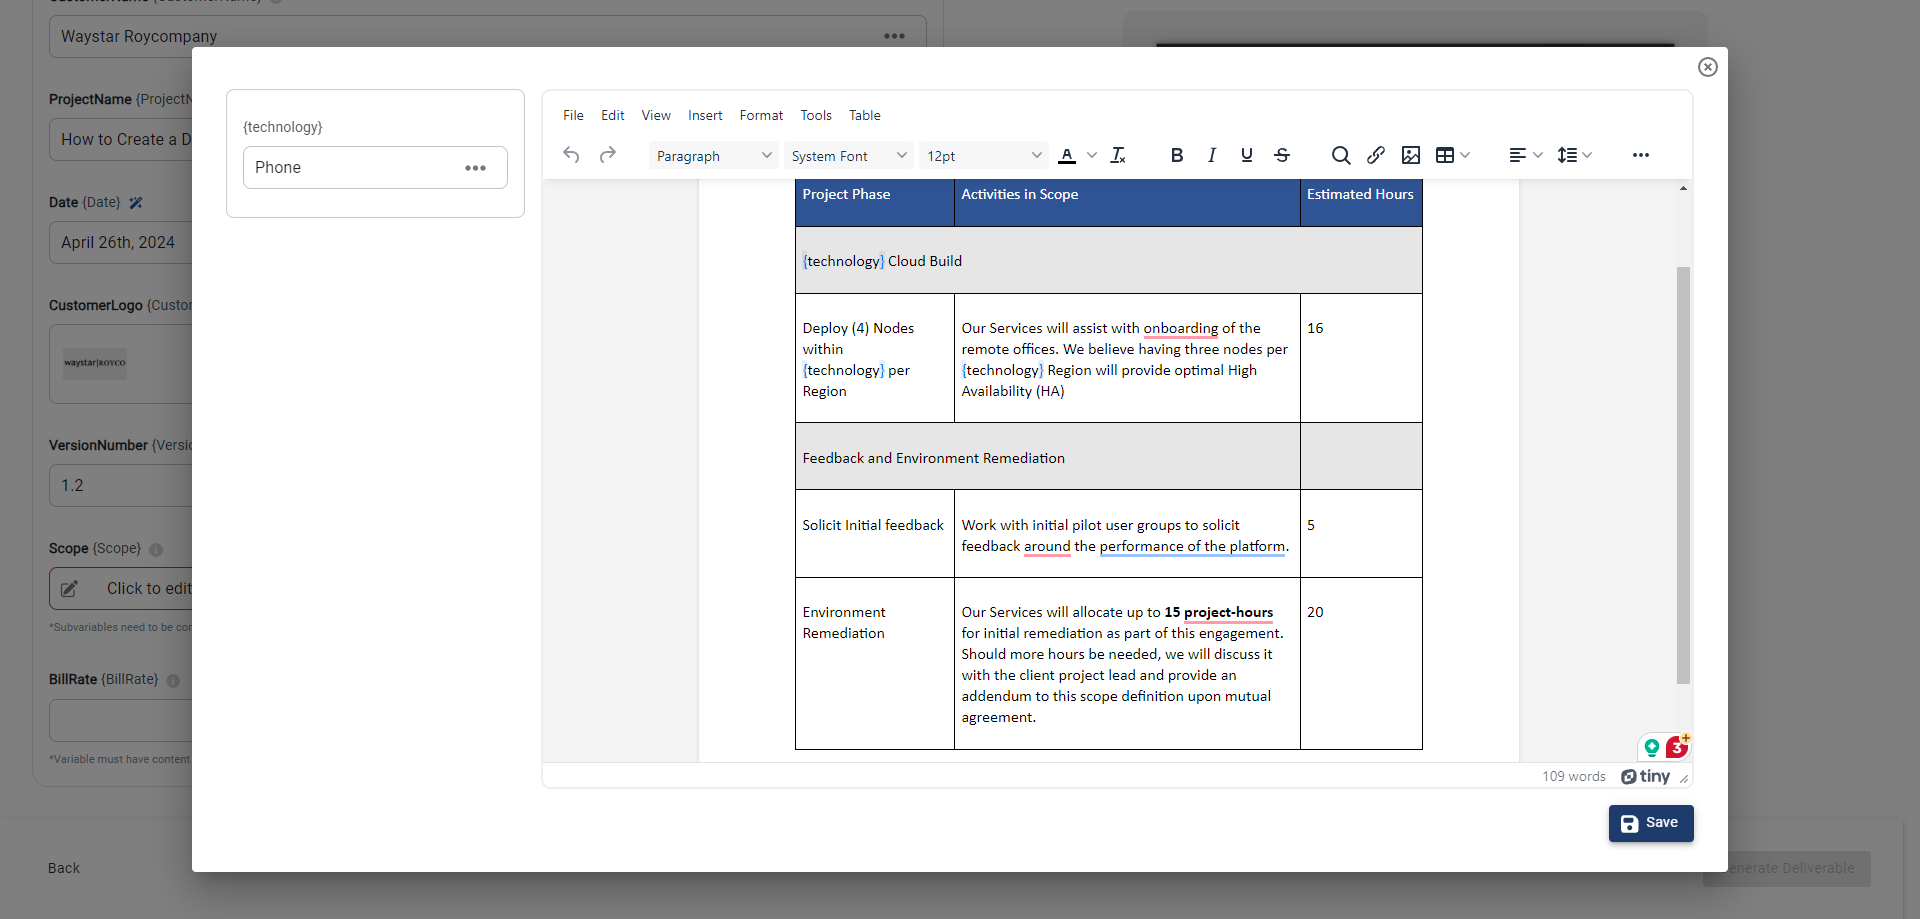 Waystar Roycompany
ProjectName {ProjectN
How to Create a D
Date {Date}
April 26th, 2024
CustomerLogo {Custor
waystar|ROYCO
VersionNumber {Versi
1.2
Scope {Scope}
Click to edit
*Subvariables need to be cor
BillRate {BillRate}
*Variable must have content
Back
{technology}
Phone
File Edit View Insert Format Tools Table
Paragraph System Font 12pt
Project Phase Activities in Scope Estimated Hours
{technology} Cloud Build
Deploy (4) Nodes
within
{technology} per
Region
Our Services will assist with onboarding of the
remote offices. We believe having three nodes per
{technology} Region will provide optimal High
Availability (HA)
16
Feedback and Environment Remediation
Solicit Initial feedback
Work with initial pilot user groups to solicit
feedback around the performance of the platform.
5
Environment
Remediation
Our Services will allocate up to 15 project-hours
for initial remediation as part of this engagement.
Should more hours be needed, we will discuss it
with the client project lead and provide an
addendum to this scope definition upon mutual
agreement.
20
3
109 words tiny
Save
enerate Deliverable